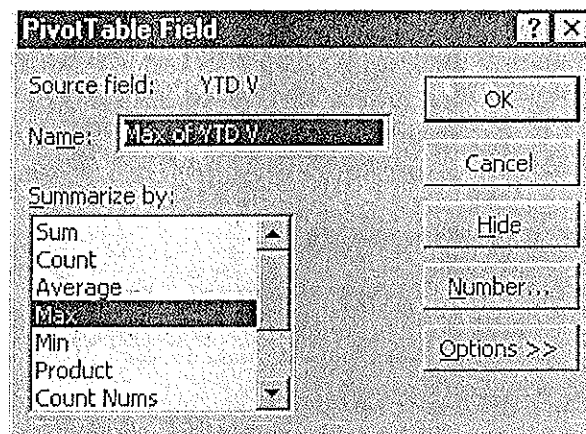 PivotTable Field ? X
Source field: YTD V
Name: Max of YTD V
Summarize by:
Sum
Count
Average
Max
Min
Product
Count Nums
OK
Cancel
Hide
Number...
Options >>